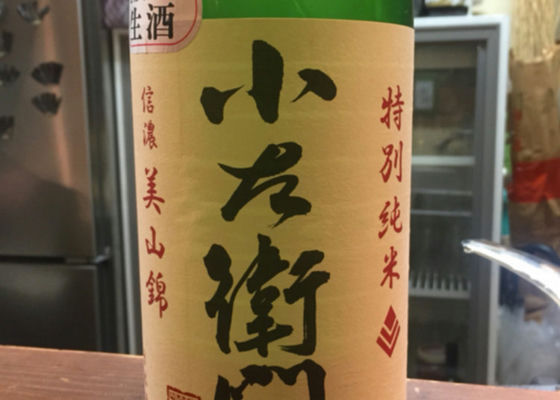 特別純米
小左衛門
信濃美山錦
生酒